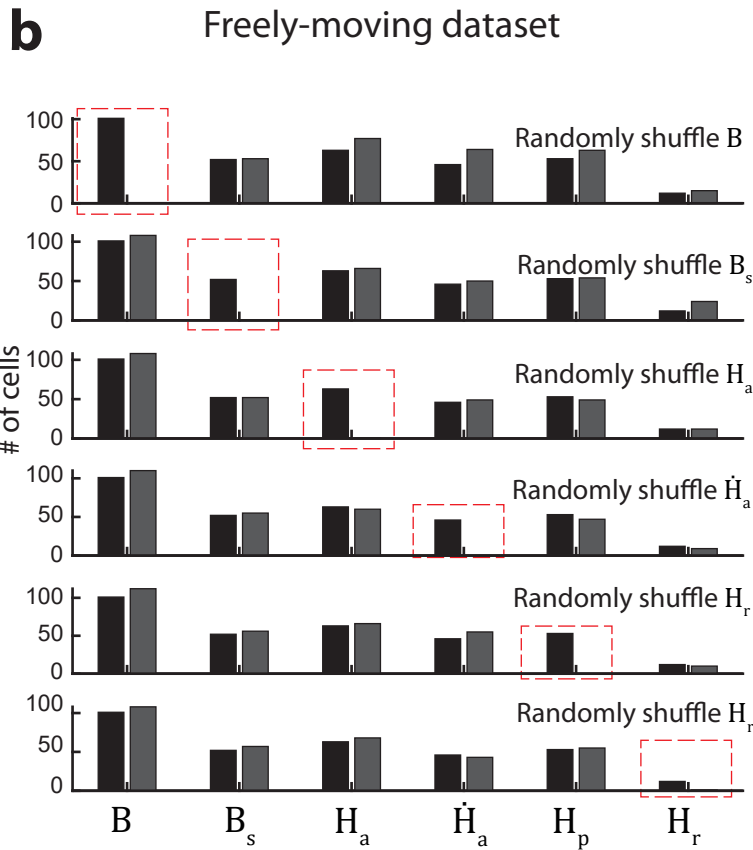 b
Freely-moving dataset
# of cells
100
50
0
Randomly shuffle B
100
50
0
Randomly shuffle Bₛ
100
50
0
Randomly shuffle Hₐ
100
50
0
Randomly shuffle Ḣₐ
100
50
0
Randomly shuffle Hᵣ
100
50
0
Randomly shuffle Hᵣ
B Bₛ Hₐ Ḣₐ Hₚ Hᵣ